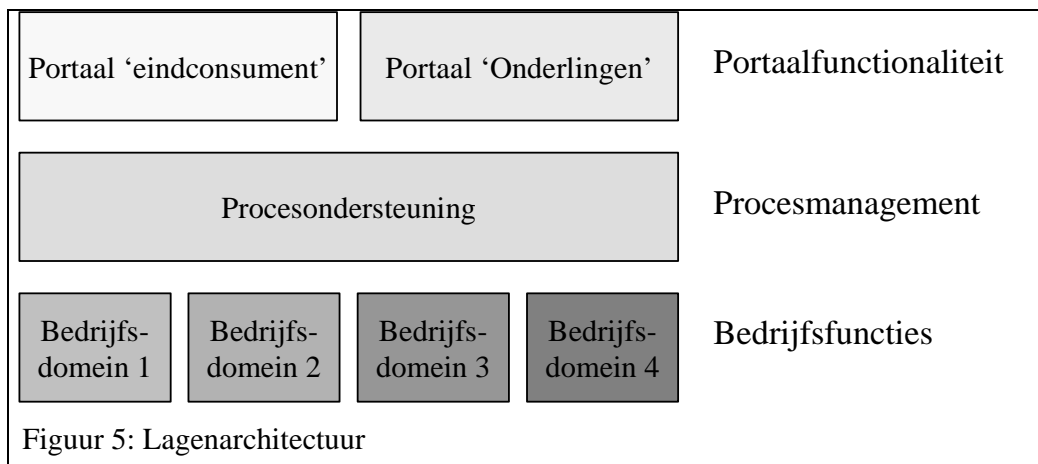 Portaal ‘eindconsument’
Portaal ‘Onderlingen’
Portaalfunctionaliteit
Procesondersteuning
Procesmanagement
Bedrijfs-
domein 1
Bedrijfs-
domein 2
Bedrijfs-
domein 3
Bedrijfs-
domein 4
Bedrijfsfuncties
Figuur 5: Lagenarchitectuur